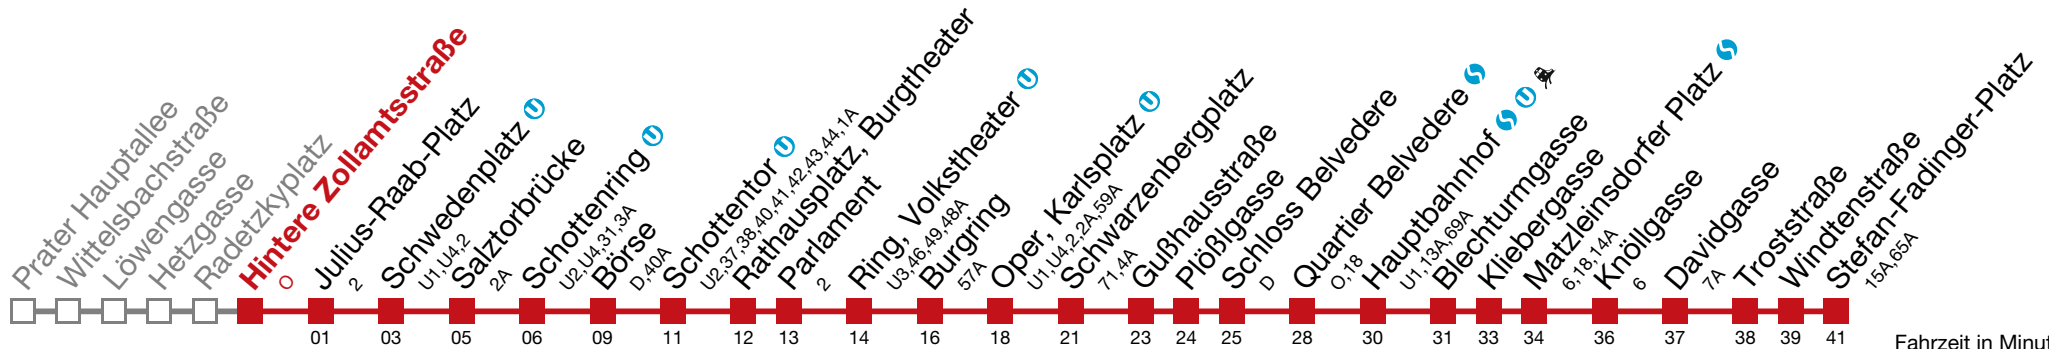 Prater Hauptallee
Wittelsbachstraße
Löwengasse
Hetzgasse
Radetzkyplatz
Hintere Zollamtsstraße
O
Julius-Raab-Platz
2
Schwedenplatz U
U1,U4,2
Salztorbrücke
2A
Schottenring U
U2,U4,31,3A
Börse
D,40A
Schottentor U
U2,37,38,40,41,42,43,44,1A
Rathausplatz, Burgtheater
Parlament
2
Ring, Volkstheater U
U3,46,49,48A
Burgring
57A
Oper, Karlsplatz U
U1,U4,2,2A,59A
Schwarzenbergplatz
71,4A
Gußhausstraße
Plößlgasse
Schloss Belvedere
D
Quartier Belvedere S
O,18
Hauptbahnhof S U
U1,13A,69A
Blechturmgasse
Kliebergasse
Matzleinsdorfer Platz S
6,18,14A
Knöllgasse
6
Davidgasse
7A
Troststraße
Windtenstraße
Stefan-Fadinger-Platz
15A,65A
01 03 05 06 09 11 12 13 14 16 18 21 23 24 25 28 30 31 33 34 36 37 38 39 41
Fahrzeit in Minut